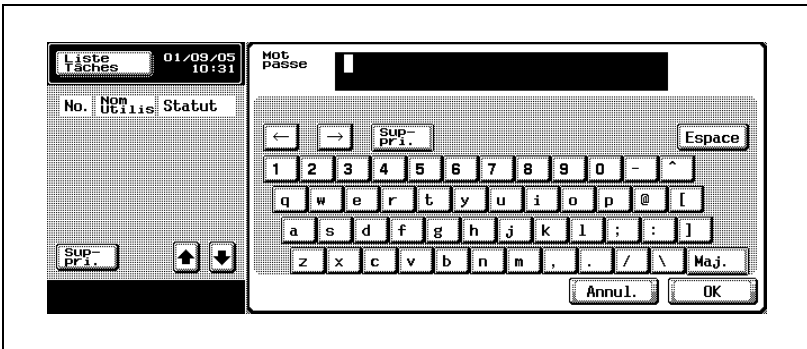 Liste Tâches
01/09/05
10:31
No. Nom Utilis Statut
Sup-
pri.
Mot
passe
← → Sup-
pri.
Espace
1 2 3 4 5 6 7 8 9 0 - ^
q w e r t y u i o p @ [
a s d f g h j k l ; : ]
z x c v b n m , . / \ Maj.
Annul. OK